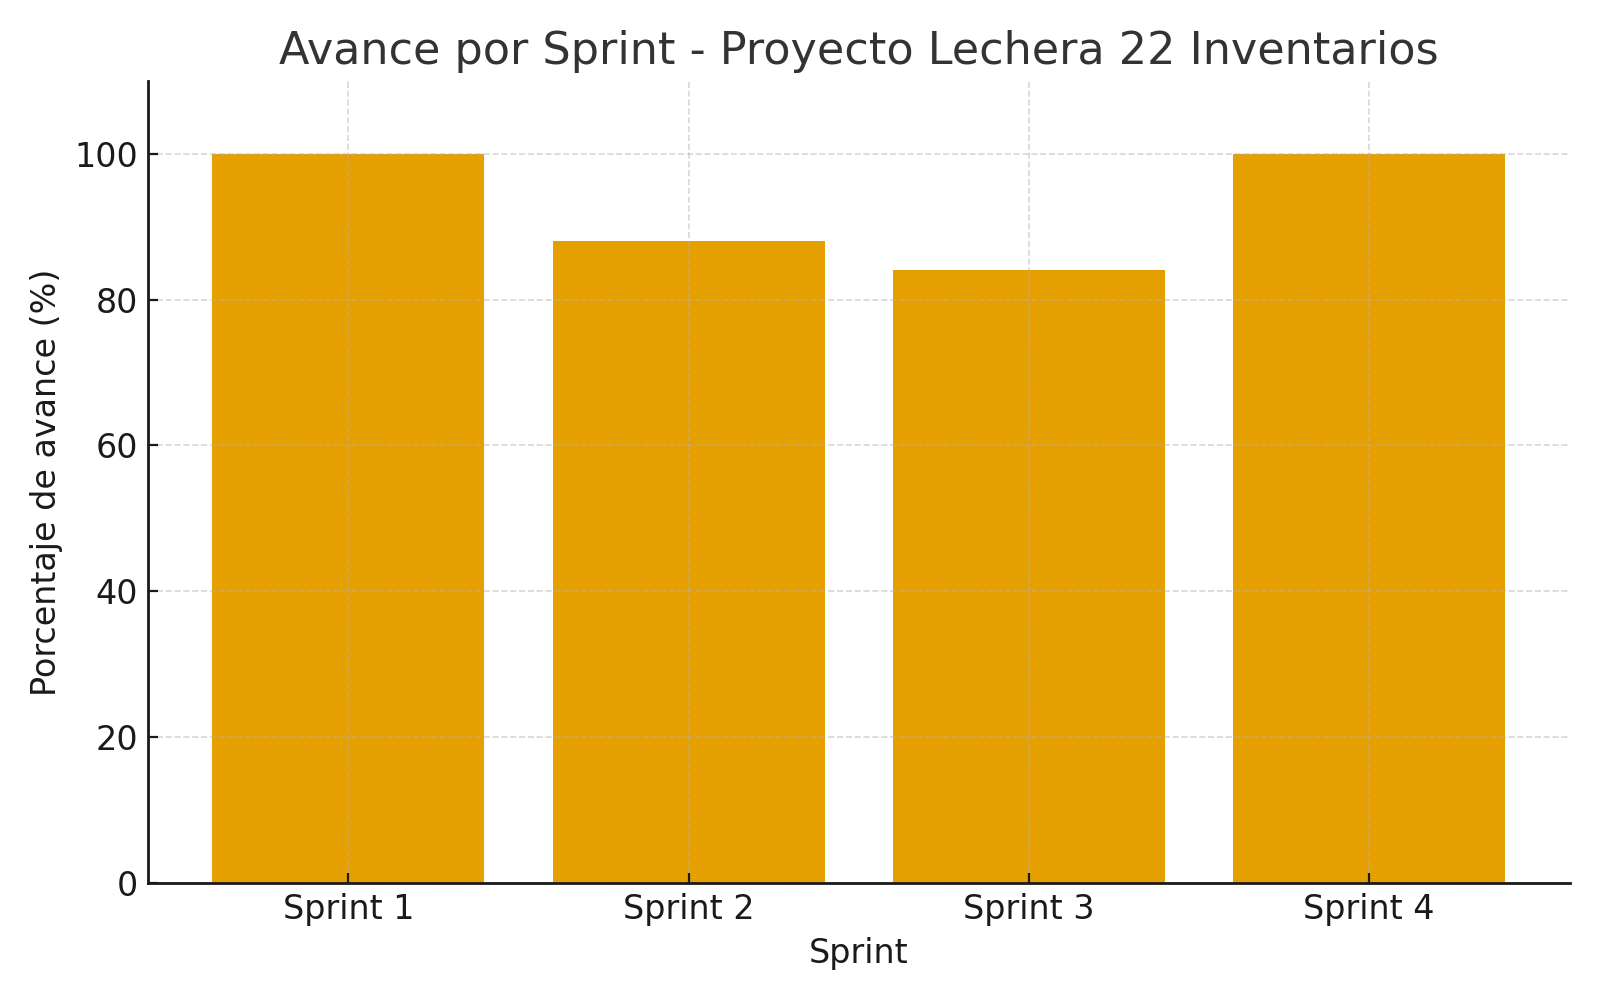 Avance por Sprint - Proyecto Lechera 22 Inventarios
Porcentaje de avance (%)
100
80
60
40
20
0
Sprint 1
Sprint 2
Sprint 3
Sprint 4
Sprint